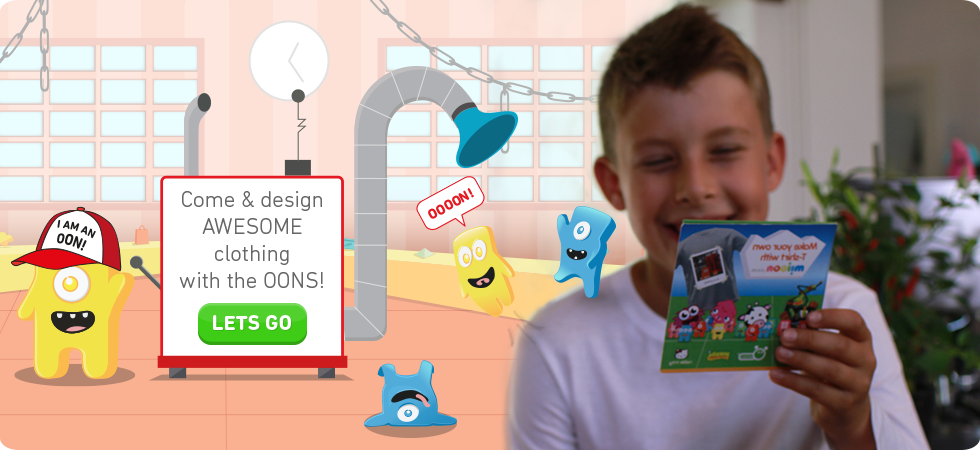 I AM AN
OON!
Come & design
AWESOME
clothing
with the OONS!
LETS GO
OOOON!
Make your own
T-shirt with